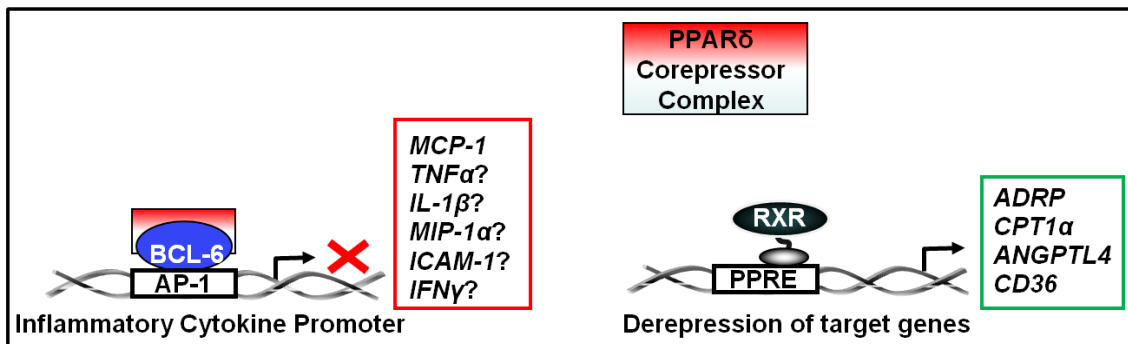 BCL-6
AP-1
MCP-1
TNFα?
IL-1β?
MIP-1α?
ICAM-1?
IFNγ?
Inflammatory Cytokine Promoter
PPARδ
Corepressor
Complex
RXR
PPRE
ADRP
CPT1α
ANGPTL4
CD36
Derepression of target genes